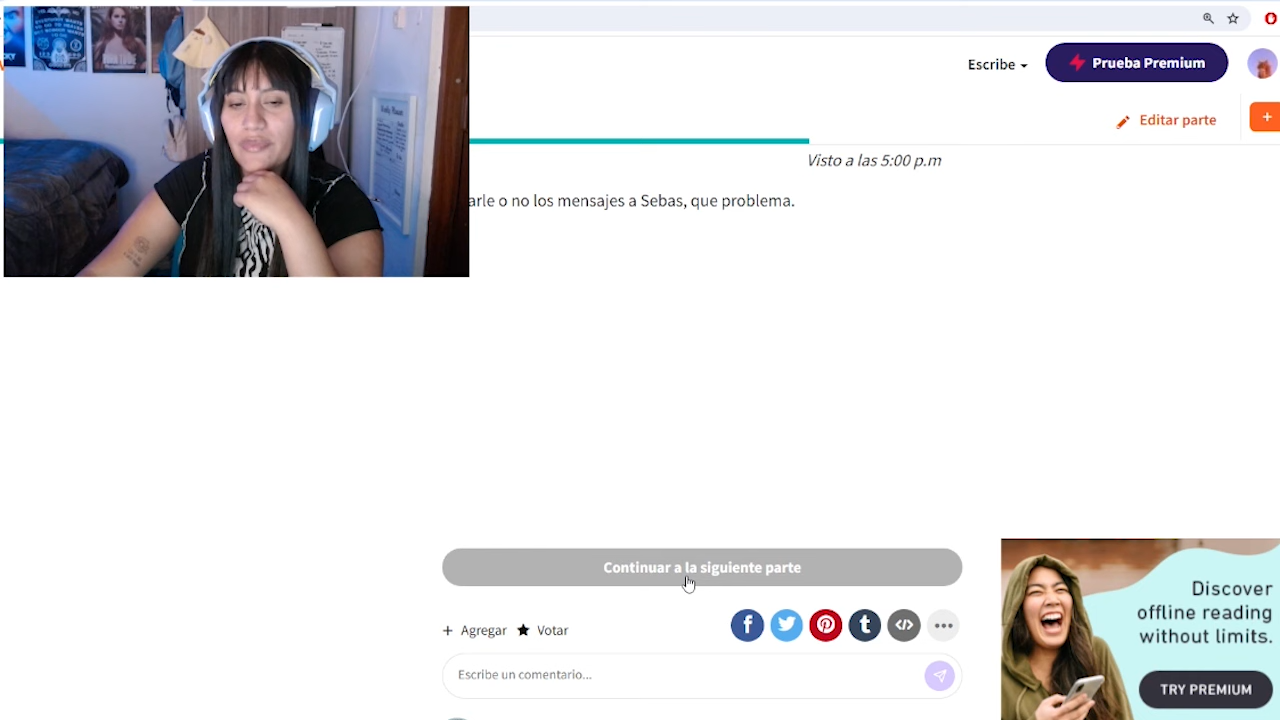 Escribe
Prueba Premium
Editar parte
Visto a las 5:00 p.m
arle o no los mensajes a Sebas, que problema.
Continuar a la siguiente parte
Agregar
Votar
Escribe un comentario...
Discover
offline reading
without limits.
TRY PREMIUM